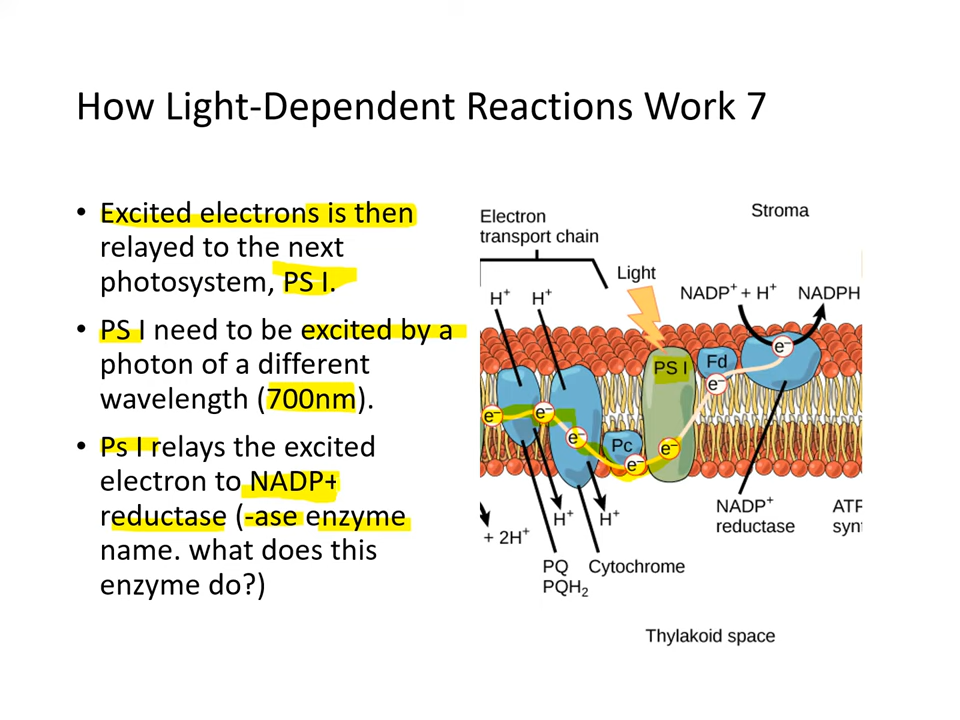 How Light-Dependent Reactions Work 7
• Excited electrons is then
relayed to the next
photosystem, PS I.
• PS I need to be excited by a
photon of a different
wavelength (700nm).
• Ps I relays the excited
electron to NADP+
reductase (-ase enzyme
name. what does this
enzyme do?)
Electron
transport chain
Stroma
Light
H⁺ H⁺
NADP⁺ + H⁺ NADPH
PS I
Fd
e⁻
e⁻
e⁻
e⁻
e⁻
Pc
e⁻
e⁻
e⁻
+ 2H⁺
H⁺ H⁺
NADP⁺
reductase
ATP
synt
PQ
PQH₂
Cytochrome
Thylakoid space